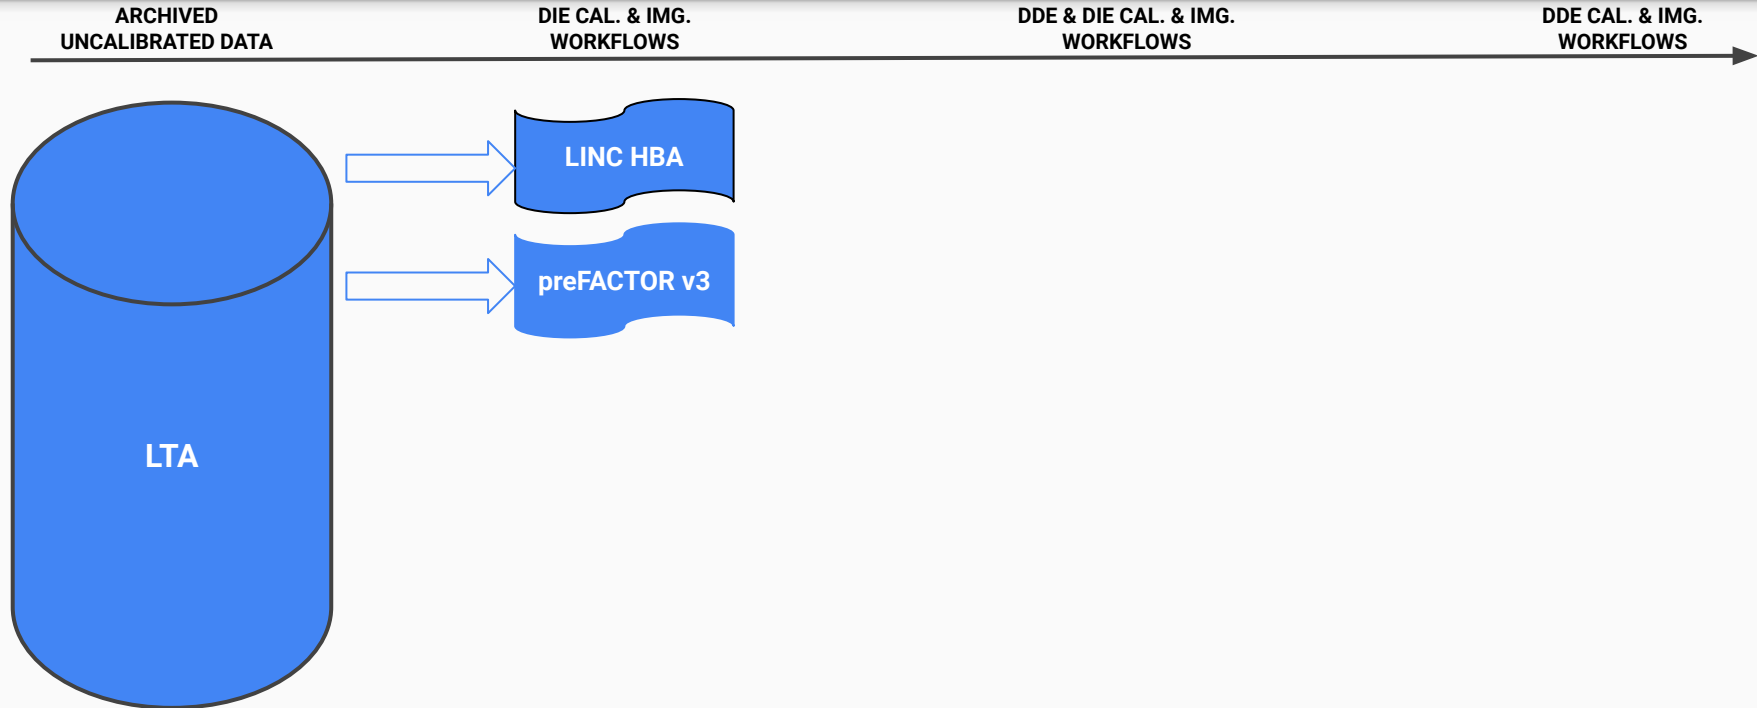 ARCHIVED
UNCALIBRATED DATA
DIE CAL. & IMG.
WORKFLOWS
DDE & DIE CAL. & IMG.
WORKFLOWS
DDE CAL. & IMG.
WORKFLOWS
LINC HBA
preFACTOR v3
LTA